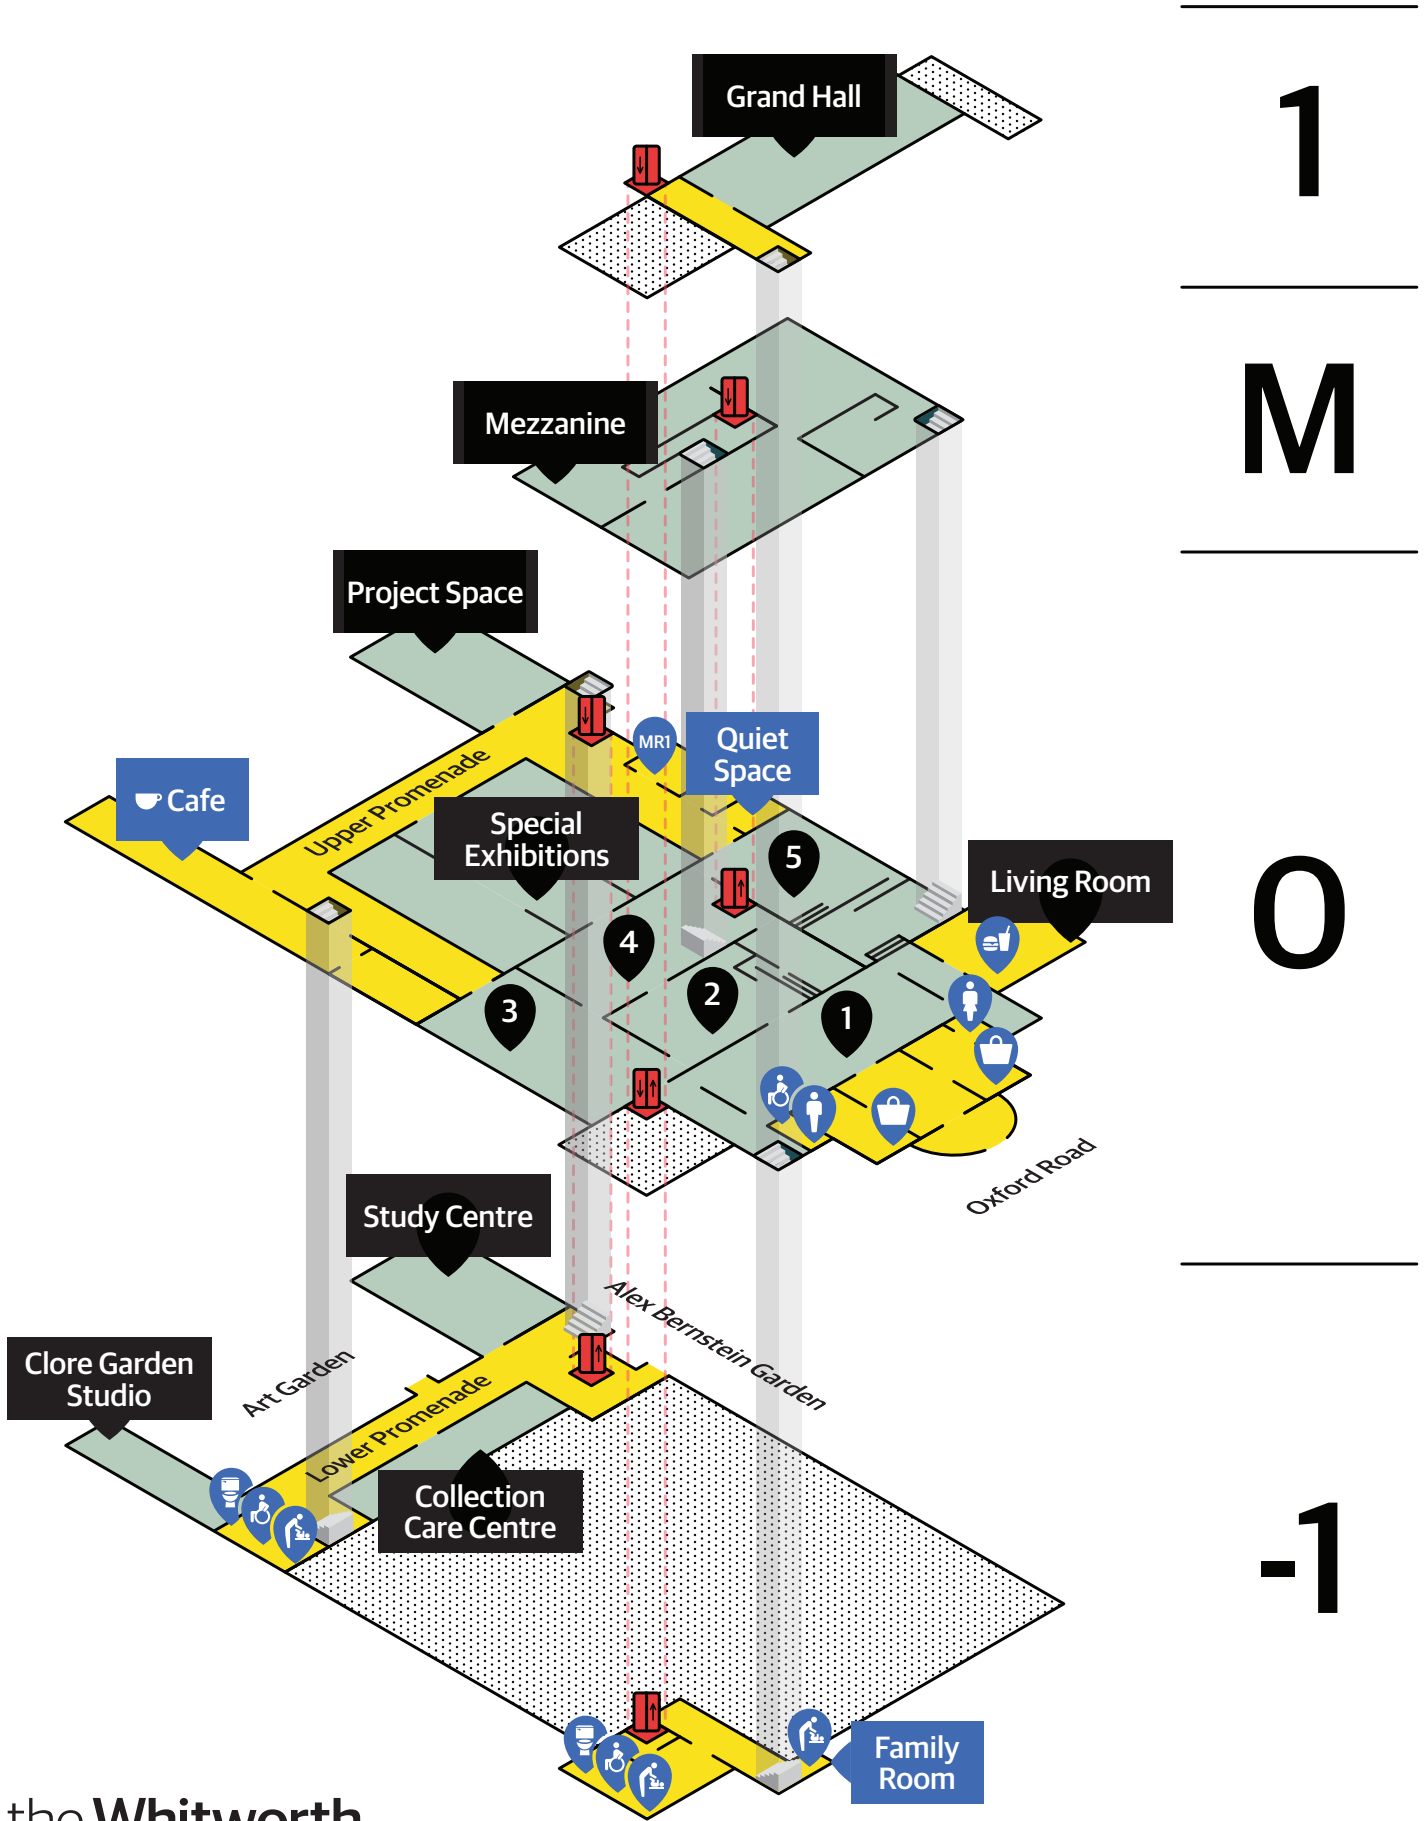 Grand Hall
1
Mezzanine
M
Project Space
MR1
Quiet
Space
Upper Promenade
Cafe
Special
Exhibitions
5
Living Room
O
4
3
2
1
Oxford Road
Study Centre
Alex Bernstein Garden
Clore Garden
Studio
Art Garden
Lower Promenade
Collection
Care Centre
-1
Family
Room
the Whitworth